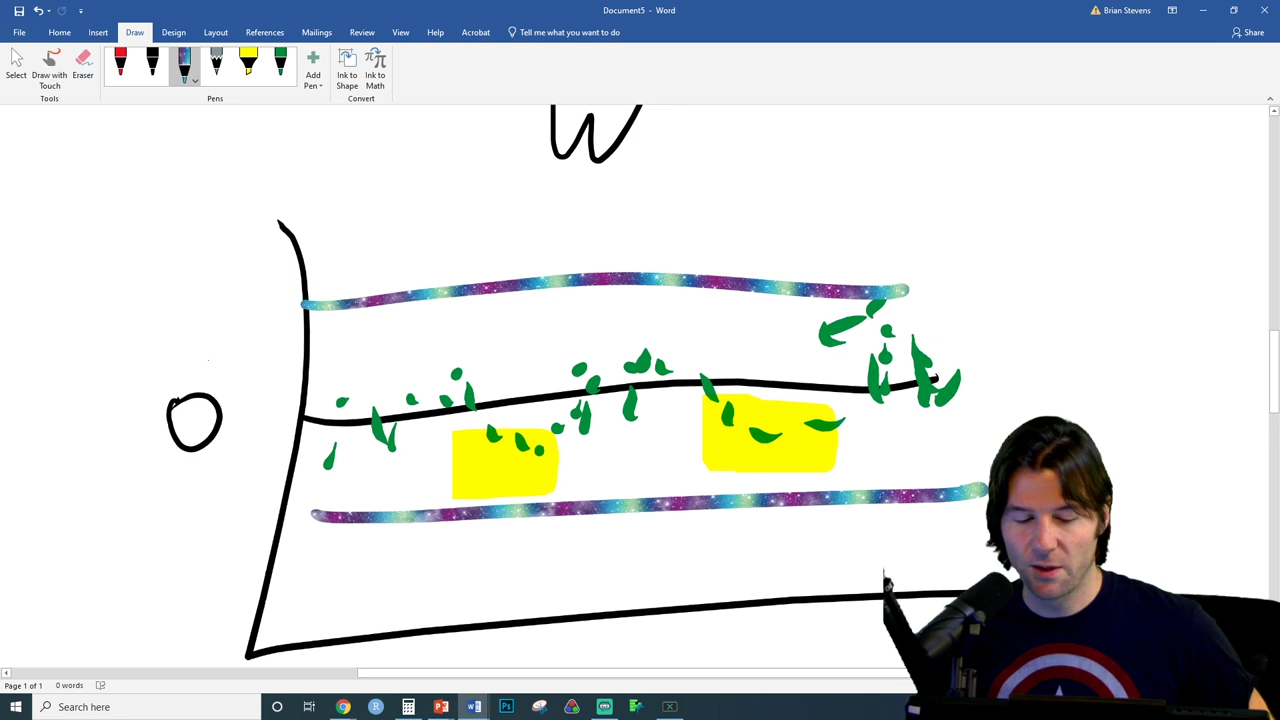 Document5 - Word
Brian Stevens
File Home Insert Draw Design Layout References Mailings Review View Help Acrobat Tell me what you want to do
Share
Select
Draw with Touch
Eraser
Add Pen
Ink to Shape
Ink to Math
Tools
Pens
Convert
W
0
Page 1 of 1 0 words
Search here